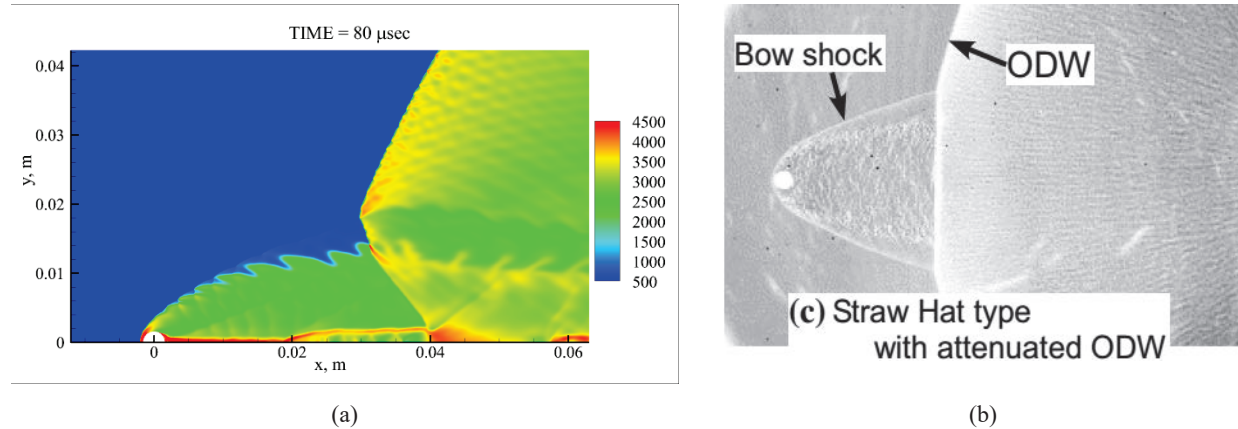 TIME = 80 μsec
0.04
0.03
0.02
0.01
0
y, m
0
0.02
0.04
0.06
x, m
4500
4000
3500
3000
2500
2000
1500
1000
500
(a)
Bow shock
ODW
(c) Straw Hat type
with attenuated ODW
(b)